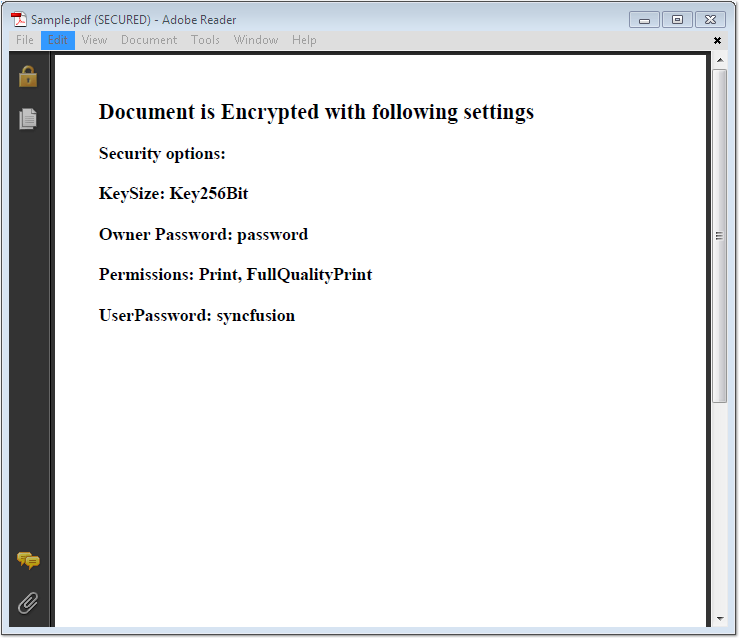 Sample.pdf (SECURED) - Adobe Reader
File Edit View Document Tools Window Help
Document is Encrypted with following settings
Security options:
KeySize: Key256Bit
Owner Password: password
Permissions: Print, FullQualityPrint
UserPassword: syncfusion